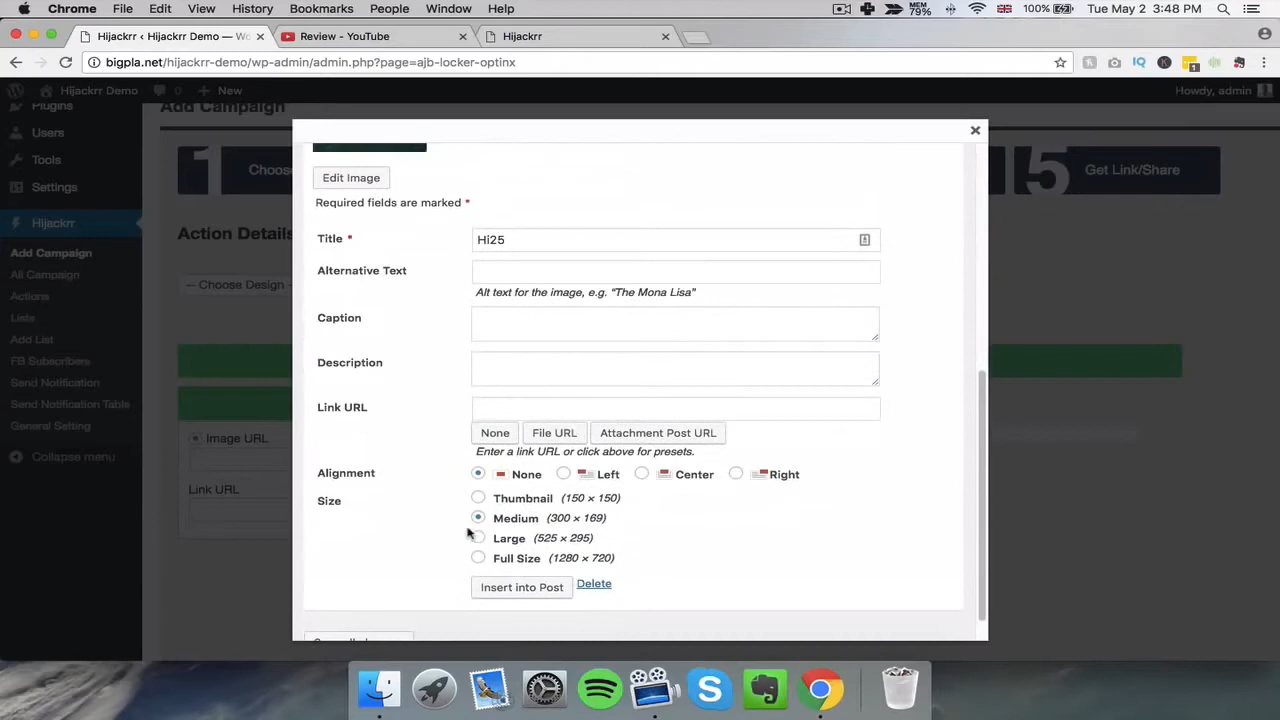 Chrome File Edit View History Bookmarks People Window Help MEM 79% 100% Tue May 2 3:48 PM
Hijackrr ‹ Hijackrr Demo — Wo Review - YouTube Hijackrr
bigpla.net/hijackrr-demo/wp-admin/admin.php?page=ajb-locker-optinx
Hijackrr Demo 0 + New Howdy, admin
Plugins
Users
Tools
Settings
Hijackrr
Add Campaign
All Campaign
Actions
Lists
Add List
FB Subscribers
Send Notification
Send Notification Table
General Setting
Collapse menu
Add Campaign
1 Choose 5 Get Link/Share
Action Details
-- Choose Design -
Image URL
Link URL
Edit Image
Required fields are marked *
Title * Hi25
Alternative Text
Alt text for the image, e.g. “The Mona Lisa”
Caption
Description
Link URL
None File URL Attachment Post URL
Enter a link URL or click above for presets.
Alignment None Left Center Right
Size Thumbnail (150 × 150)
Medium (300 × 169)
Large (525 × 295)
Full Size (1280 × 720)
Insert into Post Delete